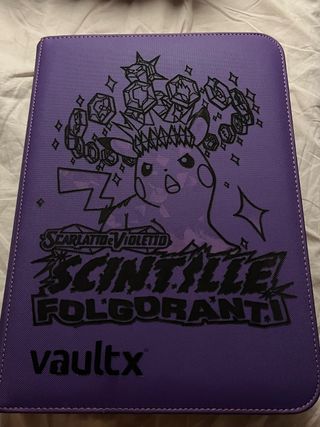 SCARLATTO E VIOLETTO
SCINTILLE
FOLGORANTI
vaultx